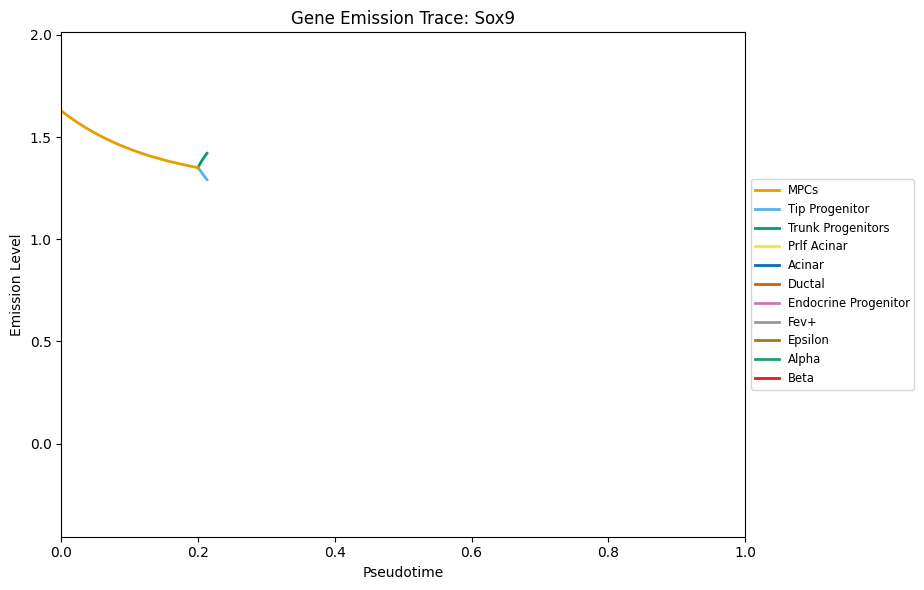 Gene Emission Trace: Sox9
2.0
1.5
1.0
0.5
0.0
Emission Level
0.0 0.2 0.4 0.6 0.8 1.0
Pseudotime
MPCs
Tip Progenitor
Trunk Progenitors
Prlf Acinar
Acinar
Ductal
Endocrine Progenitor
Fev+
Epsilon
Alpha
Beta